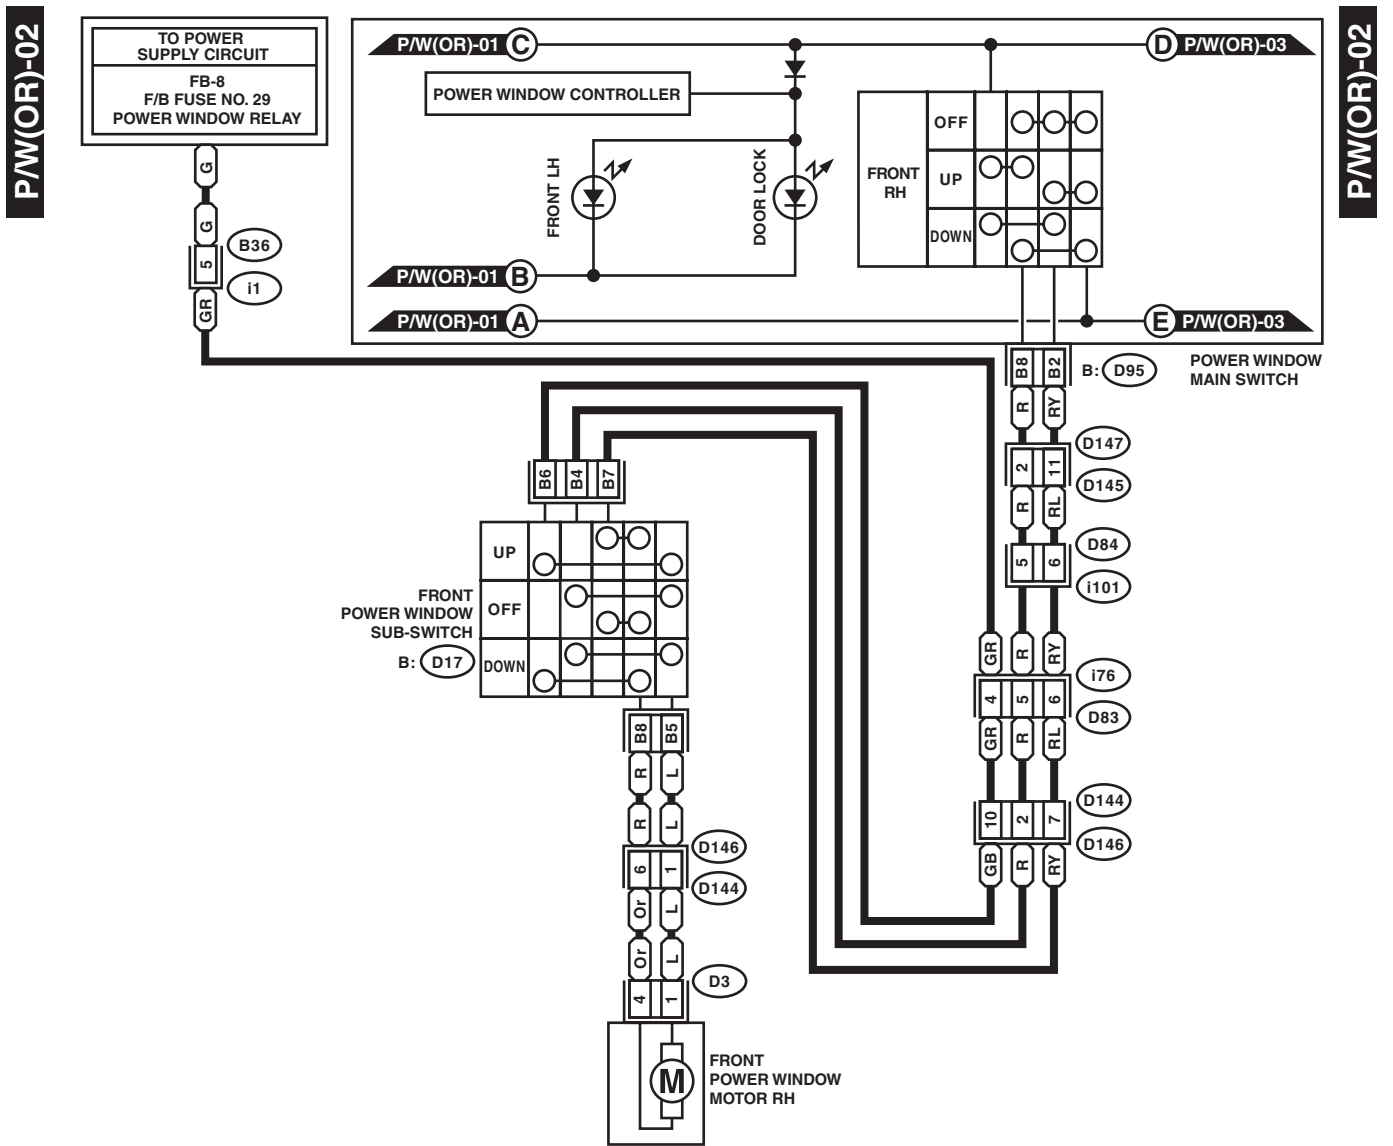 P/W(OR)-02
P/W(OR)-02
TO POWER
SUPPLY CIRCUIT
FB-8
F/B FUSE NO. 29
POWER WINDOW RELAY
G
G
5
B36
i1
GR
P/W(OR)-01 C
D P/W(OR)-03
POWER WINDOW CONTROLLER
FRONT LH
DOOR LOCK
P/W(OR)-01 B
P/W(OR)-01 A
E P/W(OR)-03
FRONT
RH
OFF
UP
DOWN
B8 B2
B: D95
POWER WINDOW
MAIN SWITCH
R RY
D147
2 11
D145
R RL
D84
5 6
i101
GR R RY
i76
4 5 6
D83
GR R RL
D144
10 2 7
D146
GB R RY
B6 B4 B7
UP
OFF
DOWN
FRONT
POWER WINDOW
SUB-SWITCH
B: D17
B8 B5
R L
R L
D146
6 1
D144
Or L
Or L
D3
4 1
M
FRONT
POWER WINDOW
MOTOR RH